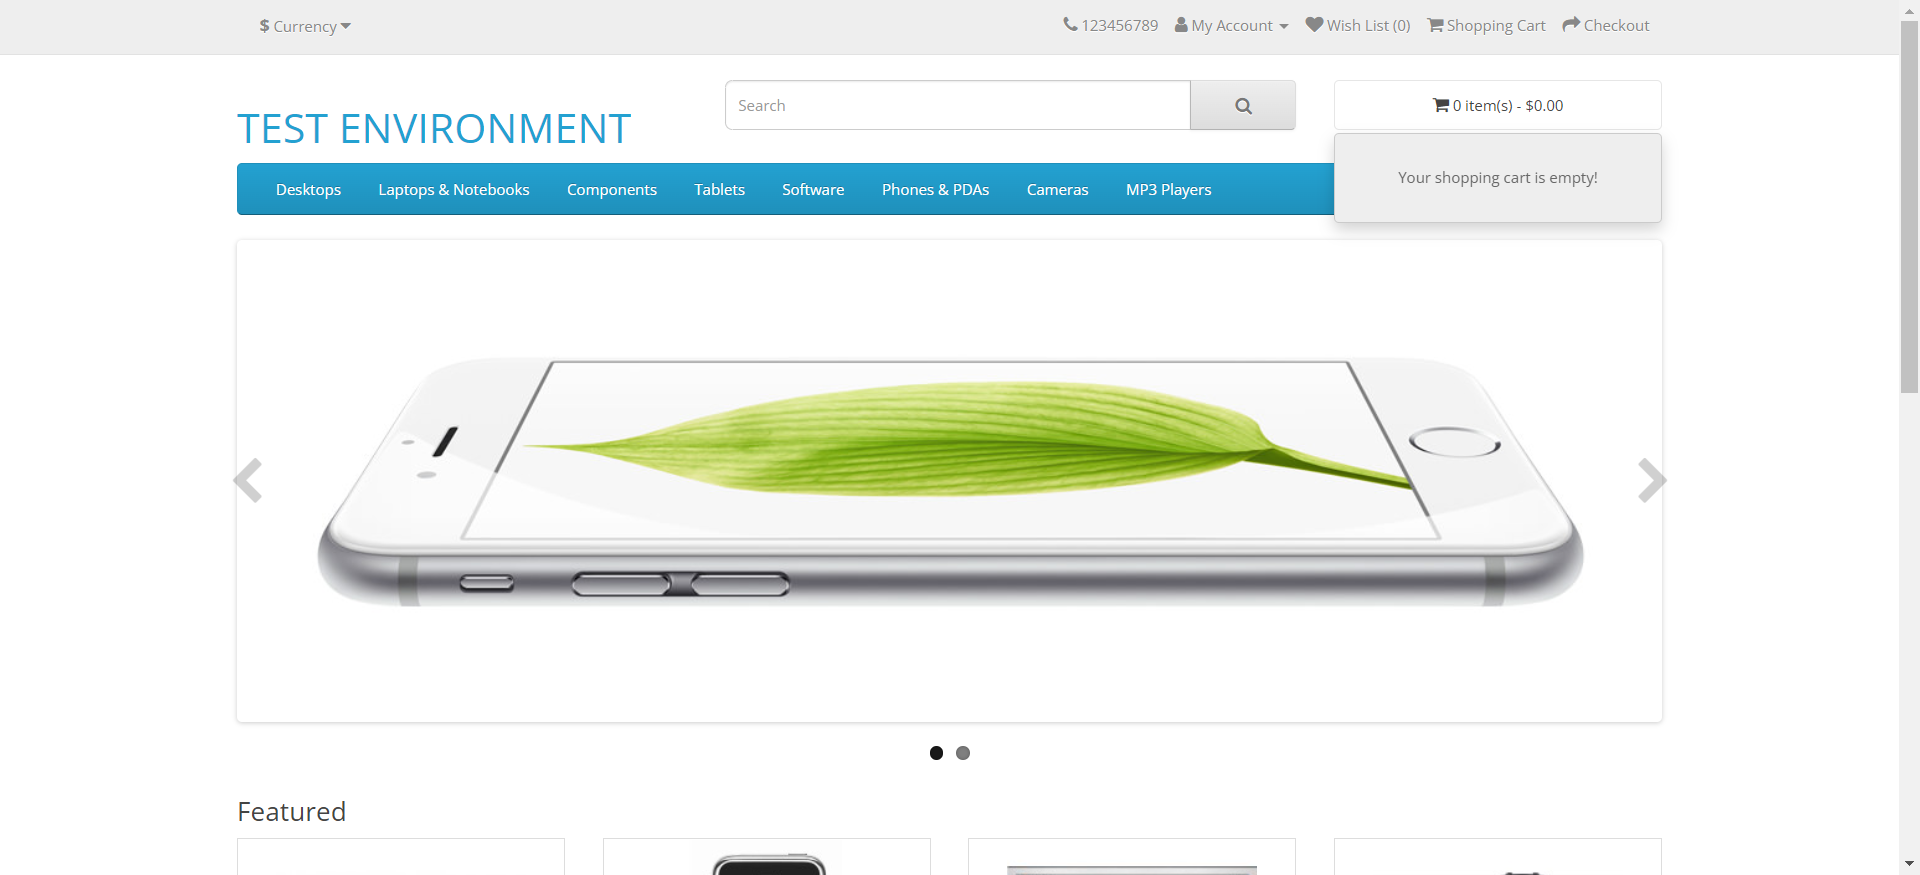 $ Currency
123456789
My Account
Wish List (0)
Shopping Cart
Checkout
TEST ENVIRONMENT
Search
0 item(s) - $0.00
Your shopping cart is empty!
Desktops
Laptops & Notebooks
Components
Tablets
Software
Phones & PDAs
Cameras
MP3 Players
Featured